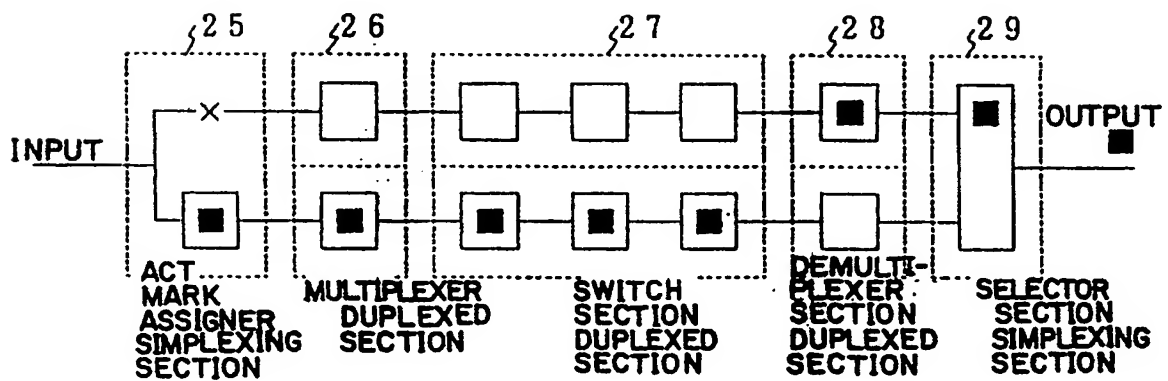 25
26
27
28
29
INPUT
OUTPUT
ACT
MARK
ASSIGNER
SIMPLEXING
SECTION
MULTIPLEXER
DUPLEXED
SECTION
SWITCH
SECTION
DUPLEXED
SECTION
DEMULTI-
PLEXER
SECTION
DUPLEXED
SECTION
SELECTOR
SECTION
SIMPLEXING
SECTION